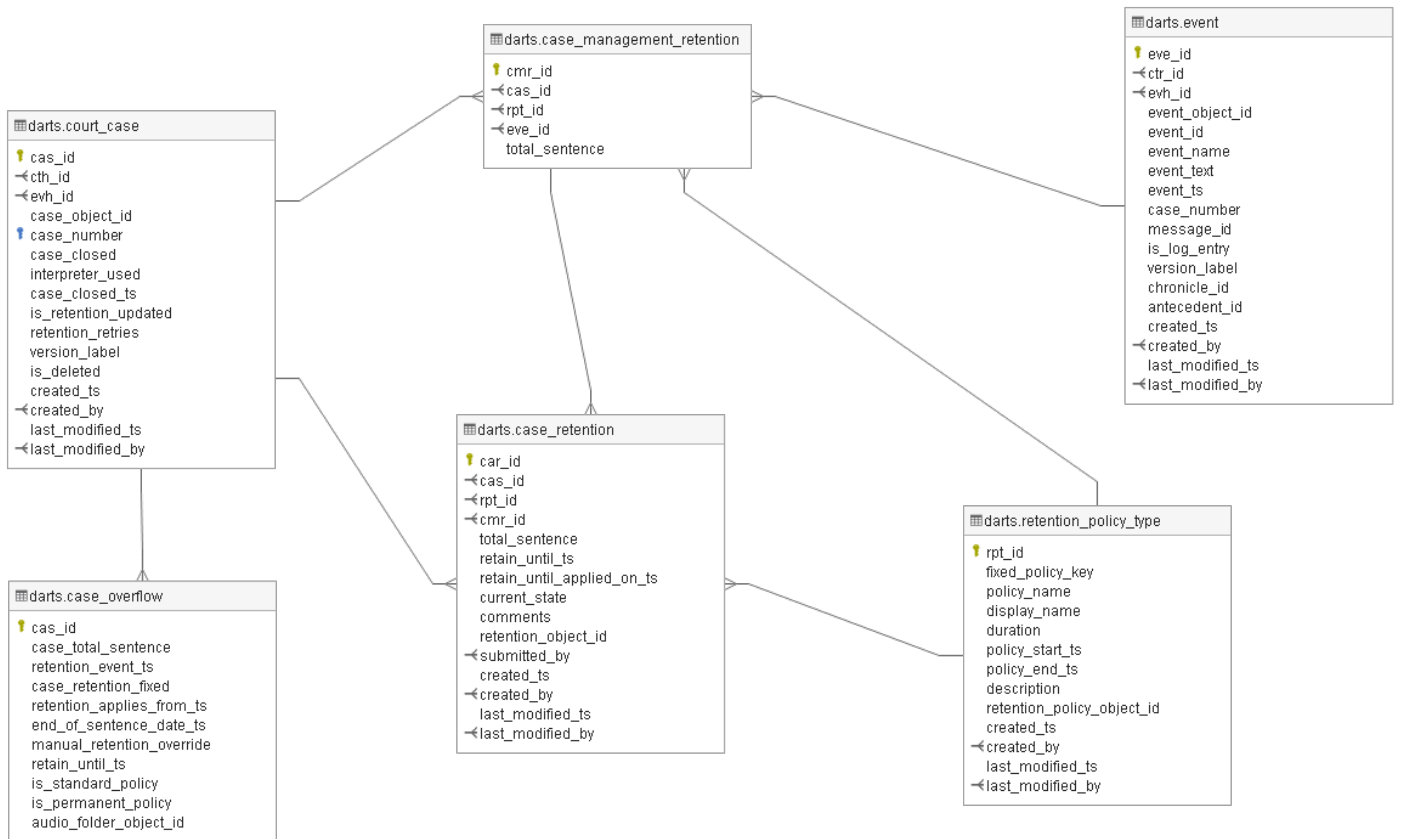 darts.court_case
cas_id
cth_id
evh_id
case_object_id
case_number
case_closed
interpreter_used
case_closed_ts
is_retention_updated
retention_retries
version_label
is_deleted
created_ts
created_by
last_modified_ts
last_modified_by
darts.case_overflow
cas_id
case_total_sentence
retention_event_ts
case_retention_fixed
retention_applies_from_ts
end_of_sentence_date_ts
manual_retention_override
retain_until_ts
is_standard_policy
is_permanent_policy
audio_folder_object_id
darts.case_management_retention
cmr_id
cas_id
rpt_id
eve_id
total_sentence
darts.case_retention
car_id
cas_id
rpt_id
cmr_id
total_sentence
retain_until_ts
retain_until_applied_on_ts
current_state
comments
retention_object_id
submitted_by
created_ts
created_by
last_modified_ts
last_modified_by
darts.event
eve_id
ctr_id
evh_id
event_object_id
event_id
event_name
event_text
event_ts
case_number
message_id
is_log_entry
version_label
chronicle_id
antecedent_id
created_ts
created_by
last_modified_ts
last_modified_by
darts.retention_policy_type
rpt_id
fixed_policy_key
policy_name
display_name
duration
policy_start_ts
policy_end_ts
description
retention_policy_object_id
created_ts
created_by
last_modified_ts
last_modified_by